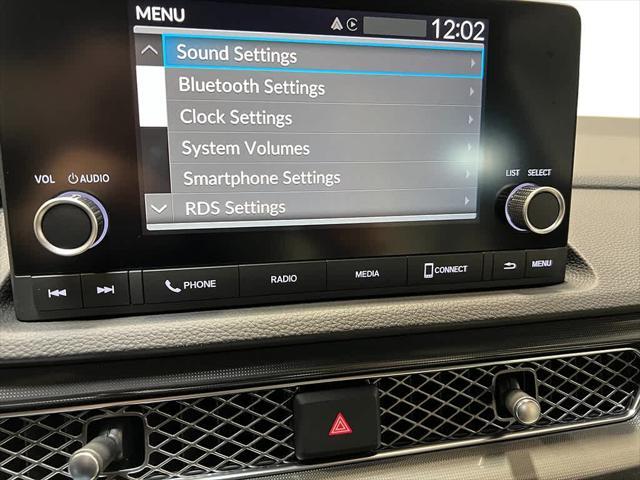 MENU
12:02
Sound Settings
Bluetooth Settings
Clock Settings
System Volumes
Smartphone Settings
RDS Settings
VOL AUDIO
LIST SELECT
PHONE
RADIO
MEDIA
CONNECT
MENU